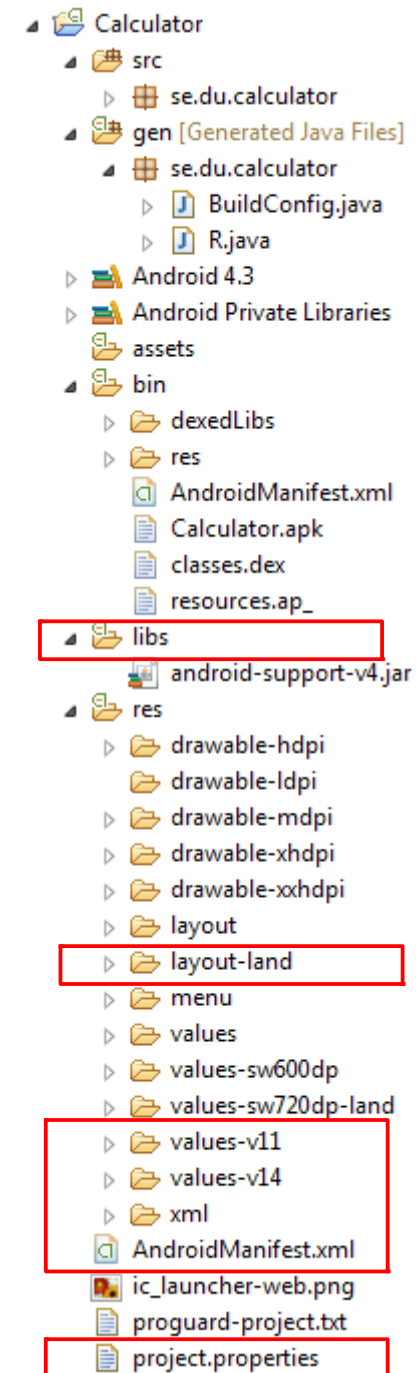 Calculator
src
se.du.calculator
gen [Generated Java Files]
se.du.calculator
BuildConfig.java
R.java
Android 4.3
Android Private Libraries
assets
bin
dexedLibs
res
AndroidManifest.xml
Calculator.apk
classes.dex
resources.ap_
libs
android-support-v4.jar
res
drawable-hdpi
drawable-ldpi
drawable-mdpi
drawable-xhdpi
drawable-xxhdpi
layout
layout-land
menu
values
values-sw600dp
values-sw720dp-land
values-v11
values-v14
xml
AndroidManifest.xml
ic_launcher-web.png
proguard-project.txt
project.properties